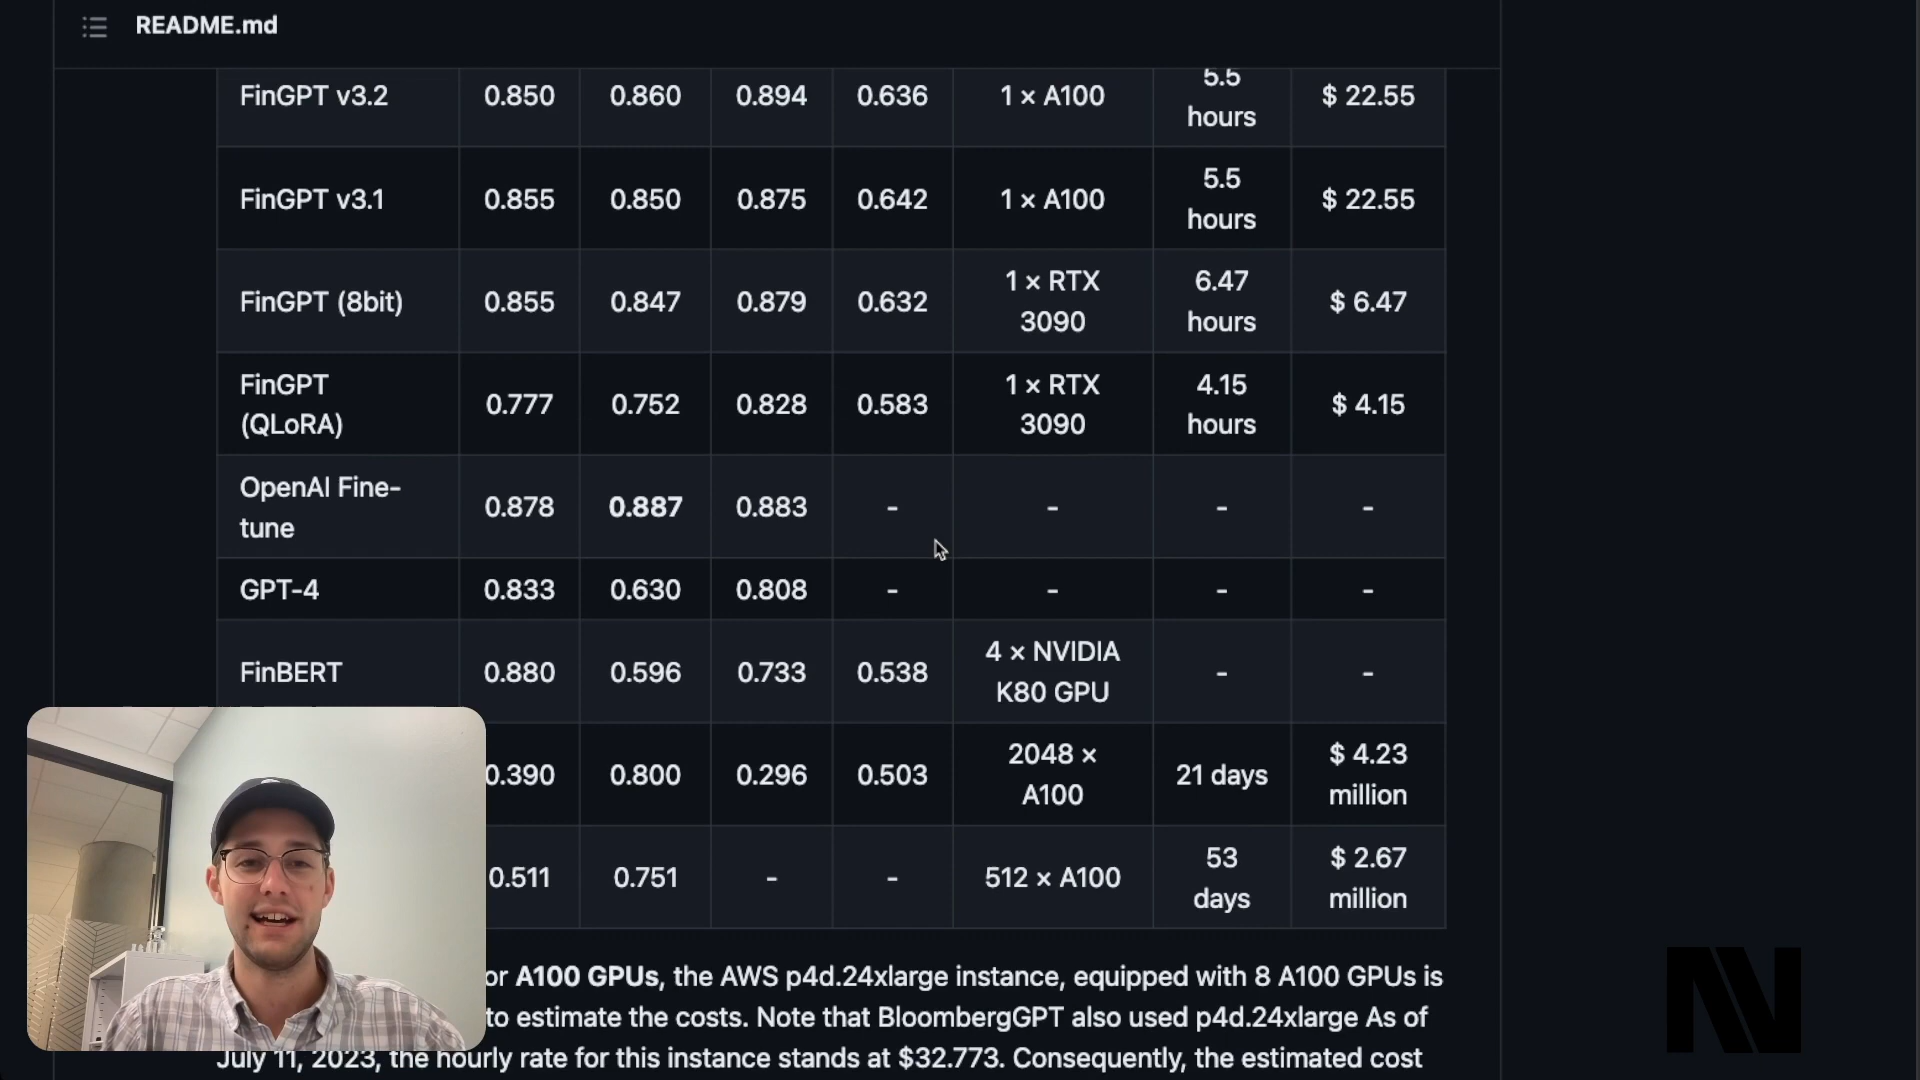 README.md
FinGPT v3.2 0.850 0.860 0.894 0.636 1 × A100 5.5 hours $ 22.55
FinGPT v3.1 0.855 0.850 0.875 0.642 1 × A100 5.5 hours $ 22.55
FinGPT (8bit) 0.855 0.847 0.879 0.632 1 × RTX 3090 6.47 hours $ 6.47
FinGPT (QLoRA) 0.777 0.752 0.828 0.583 1 × RTX 3090 4.15 hours $ 4.15
OpenAI Fine-tune 0.878 0.887 0.883 - - - -
GPT-4 0.833 0.630 0.808 - - - -
FinBERT 0.880 0.596 0.733 0.538 4 × NVIDIA K80 GPU - -
0.390 0.800 0.296 0.503 2048 × A100 21 days $ 4.23 million
0.511 0.751 - - 512 × A100 53 days $ 2.67 million
or A100 GPUs, the AWS p4d.24xlarge instance, equipped with 8 A100 GPUs is
to estimate the costs. Note that BloombergGPT also used p4d.24xlarge As of
July 11, 2023, the hourly rate for this instance stands at $32.773. Consequently, the estimated cost